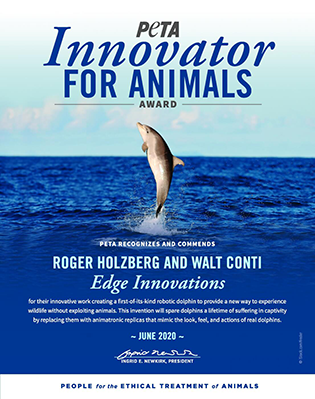 PETA
Innovator
FOR ANIMALS
AWARD
PETA RECOGNIZES AND COMMENDS
ROGER HOLZBERG AND WALT CONTI
Edge Innovations
for their innovative work creating a first-of-its-kind robotic dolphin to provide a new way to experience
wildlife without exploiting animals. This invention will spare dolphins a lifetime of suffering in captivity
by replacing them with animatronic replicas that mimic the look, feel, and actions of real dolphins.
~ JUNE 2020 ~
INGRID E. NEWKIRK, PRESIDENT
PEOPLE for the ETHICAL TREATMENT of ANIMALS